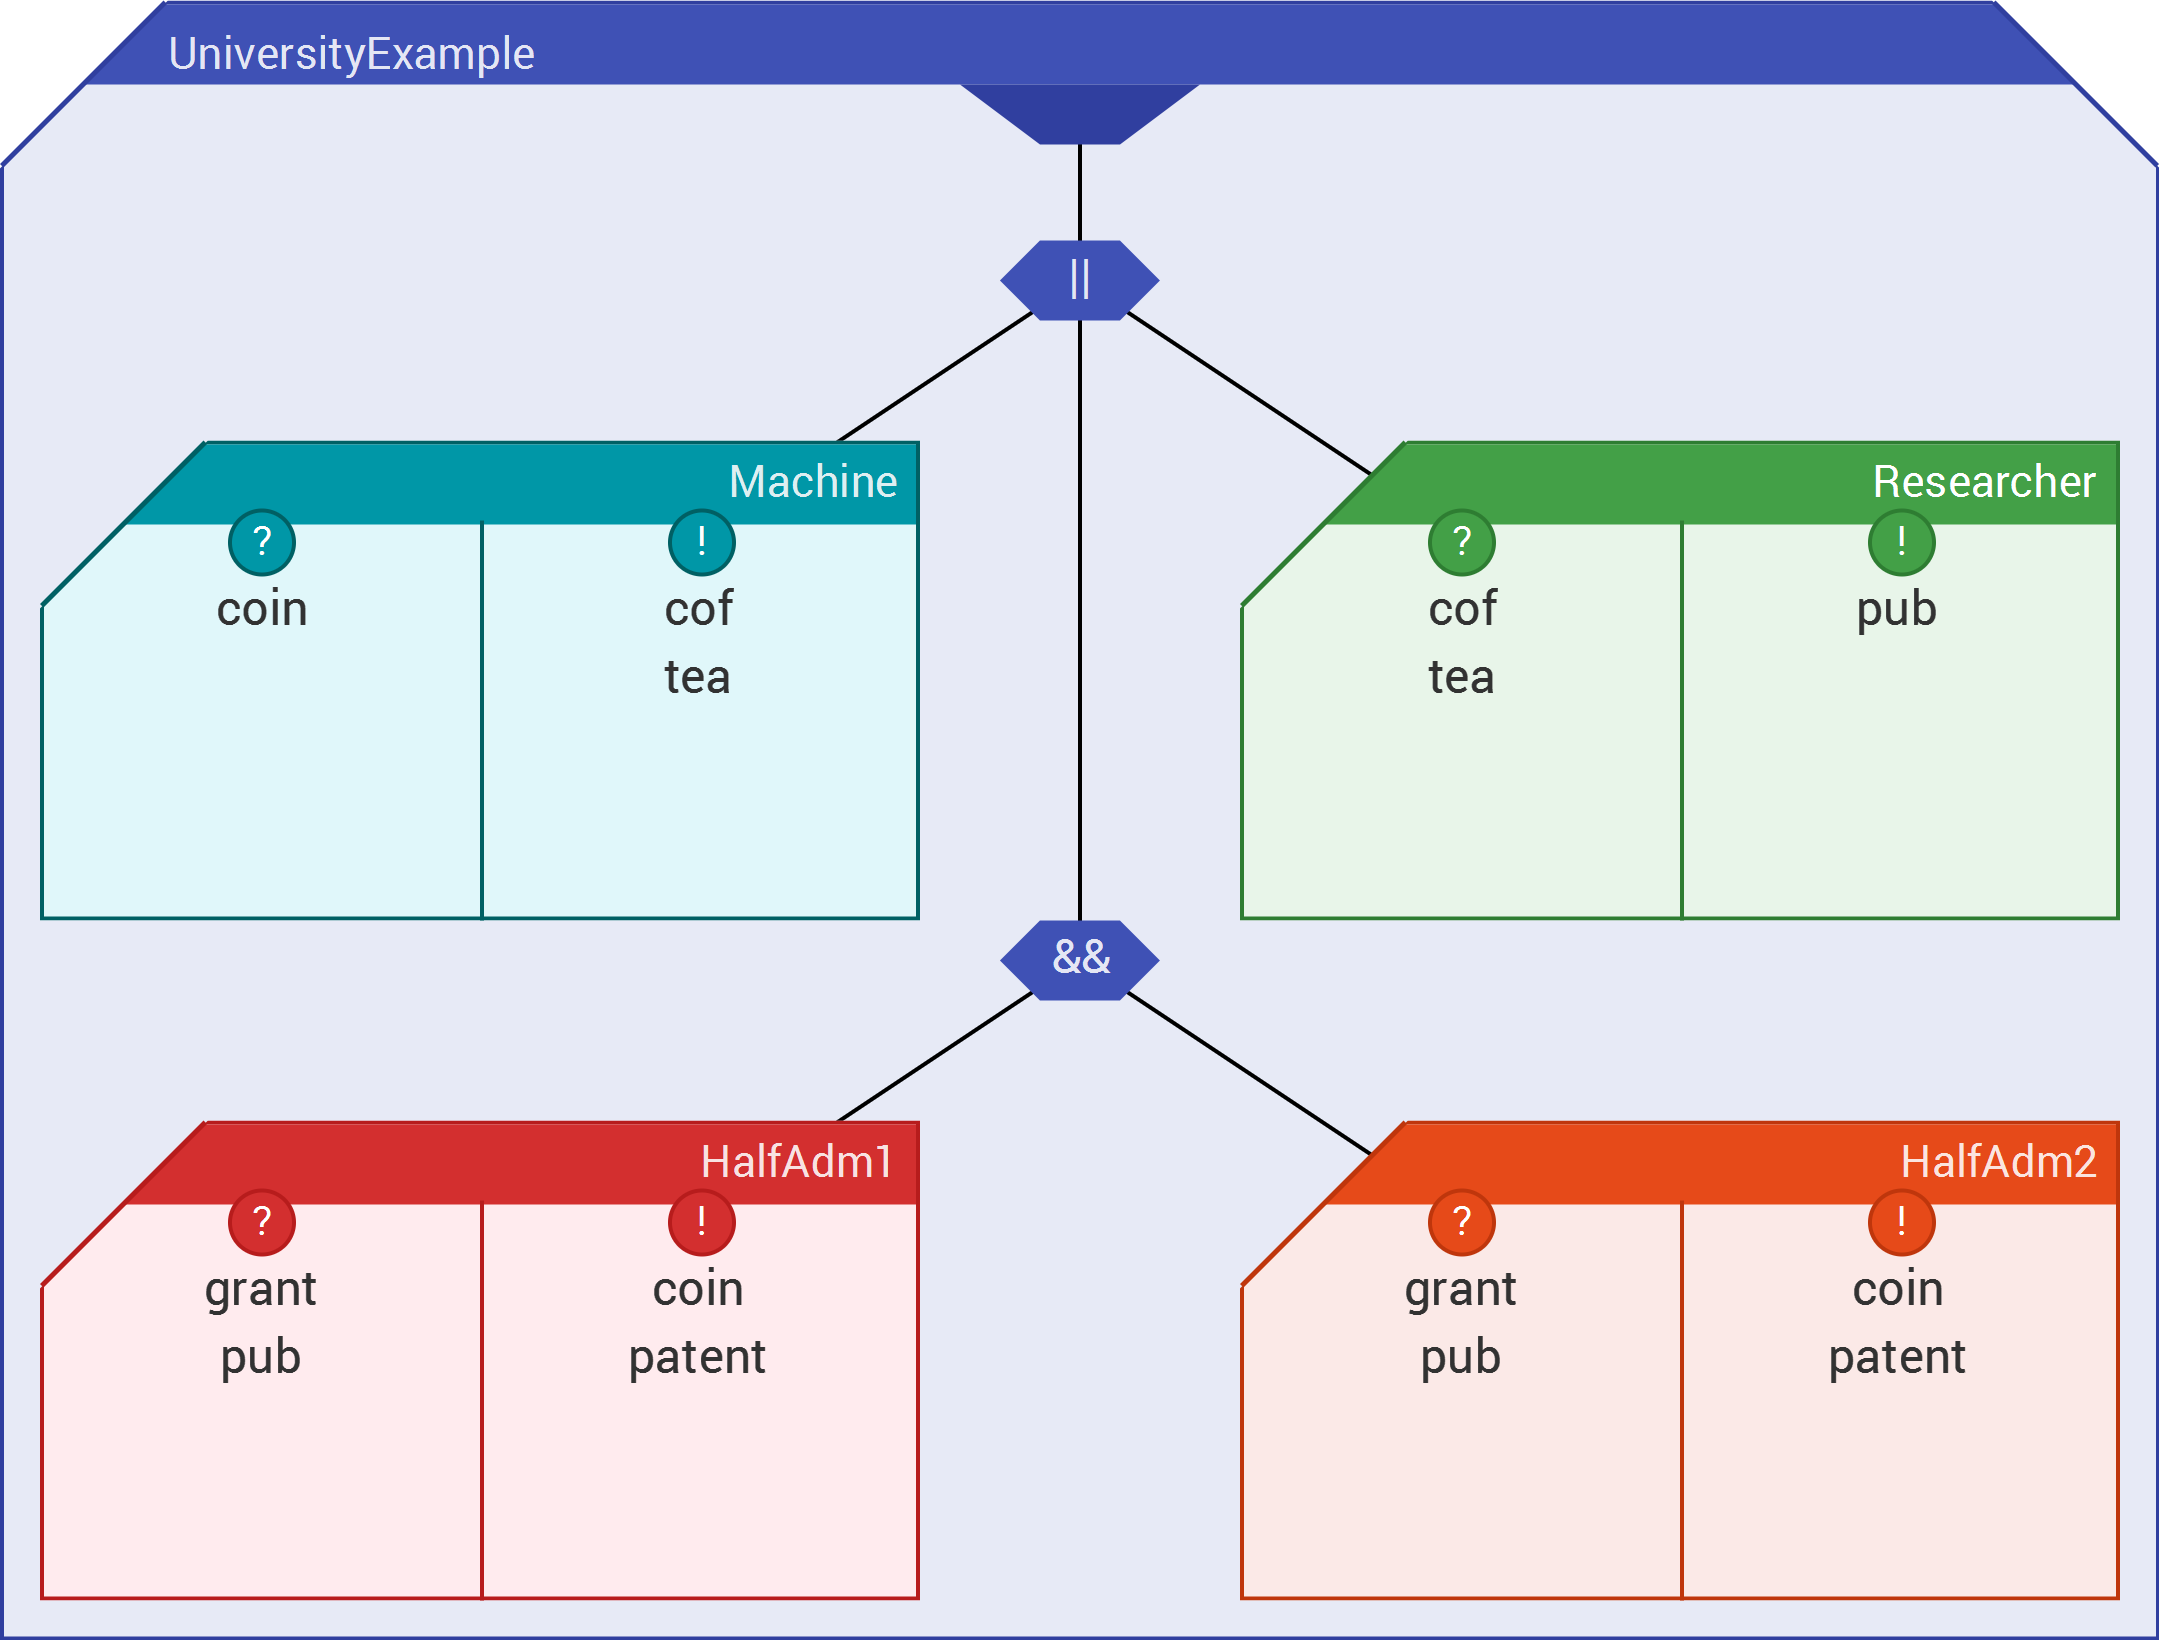 UniversityExample
||
Machine
?
!
coin
cof
tea
Researcher
?
!
cof
pub
tea
&&
HalfAdm1
?
!
grant
coin
pub
patent
HalfAdm2
?
!
grant
coin
pub
patent